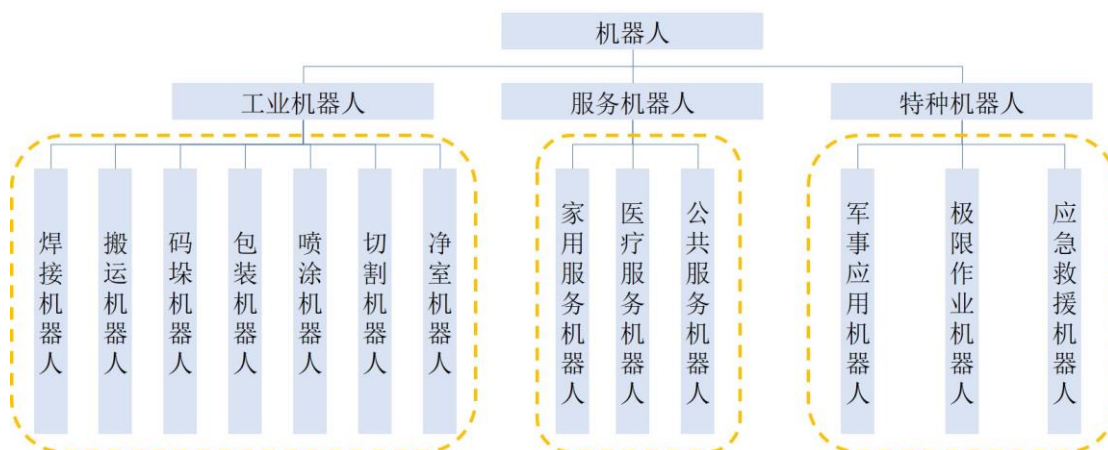 机器人
工业机器人
服务机器人
特种机器人
焊接机器人
搬运机器人
码垛机器人
包装机器人
喷涂机器人
切割机器人
净室机器人
家用服务机器人
医疗服务机器人
公共服务机器人
军事应用机器人
极限作业机器人
应急救援机器人